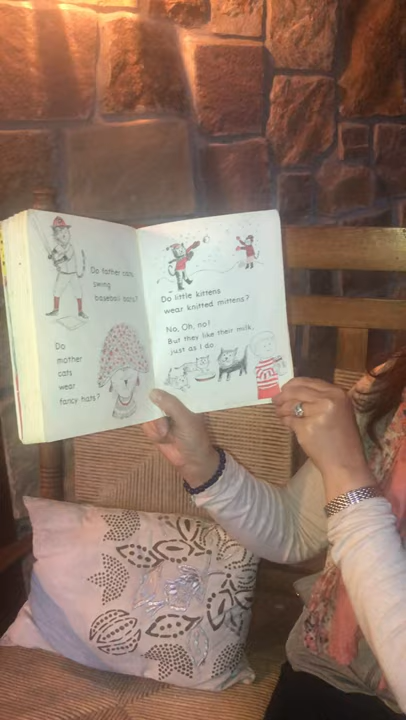 Do father cats
swing
baseball bats?
Do
mother
cats
wear
fancy hats?
Do little kittens
wear knitted mittens?
No, Oh, no!
But they like their milk,
just as I do